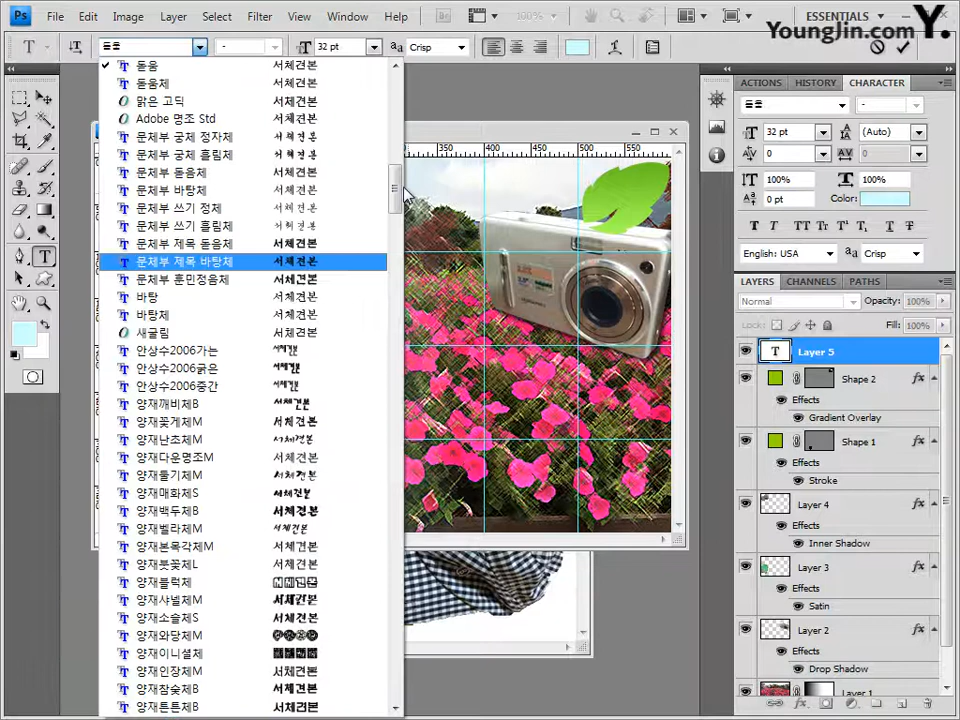 Ps File Edit Image Layer Select Filter View Window Help Br 100% ESSENTIALS
YoungJin.com Y.
T 돋움 - 32 pt aa Crisp
돋움 서체견본
돋움체 서체견본
맑은 고딕 서체견본
Adobe 명조 Std 서체견본
문체부 궁체 정자체 서체견본
문체부 궁체 흘림체 서체견본
문체부 돋음체 서체견본
문체부 바탕체 서체견본
문체부 쓰기 정체 서체견본
문체부 쓰기 흘림체 서체견본
문체부 제목 돋음체 서체견본
문체부 제목 바탕체 서체견본
문체부 훈민정음체 서체견본
바탕 서체견본
바탕체 서체견본
새굴림 서체견본
안상수2006가는 서체견본
안상수2006굵은 서체견본
안상수2006중간 서체견본
양재깨비체B 서체견본
양재꽃게체M 서체견본
양재난초체M 서체견본
양재다운명조M 서체견본
양재둘기체M 서체견본
양재매화체S 서체견본
양재백두체B 서체견본
양재벨라체M 서체견본
양재본목각체M 서체견본
양재붓꽃체L 서체견본
양재블럭체
양재샤넬체M 서체견본
양재소슬체S 서체견본
양재와당체M
양재이니셜체
양재인장체M 서체견본
양재참숯체B 서체견본
양재튼튼체B 서체견본
350 400 450 500 550
ACTIONS HISTORY CHARACTER
돋움 -
32 pt (Auto)
0 0
100% 100%
0 pt Color:
T T TT Tr T¹ T₁ T T
English: USA aa Crisp
LAYERS CHANNELS PATHS
Normal Opacity: 100%
Lock: Fill: 100%
T Layer 5
Shape 2 fx
Effects
Gradient Overlay
Shape 1 fx
Effects
Stroke
Layer 4 fx
Effects
Inner Shadow
Layer 3 fx
Effects
Satin
Layer 2 fx
Effects
Drop Shadow
Layer 1